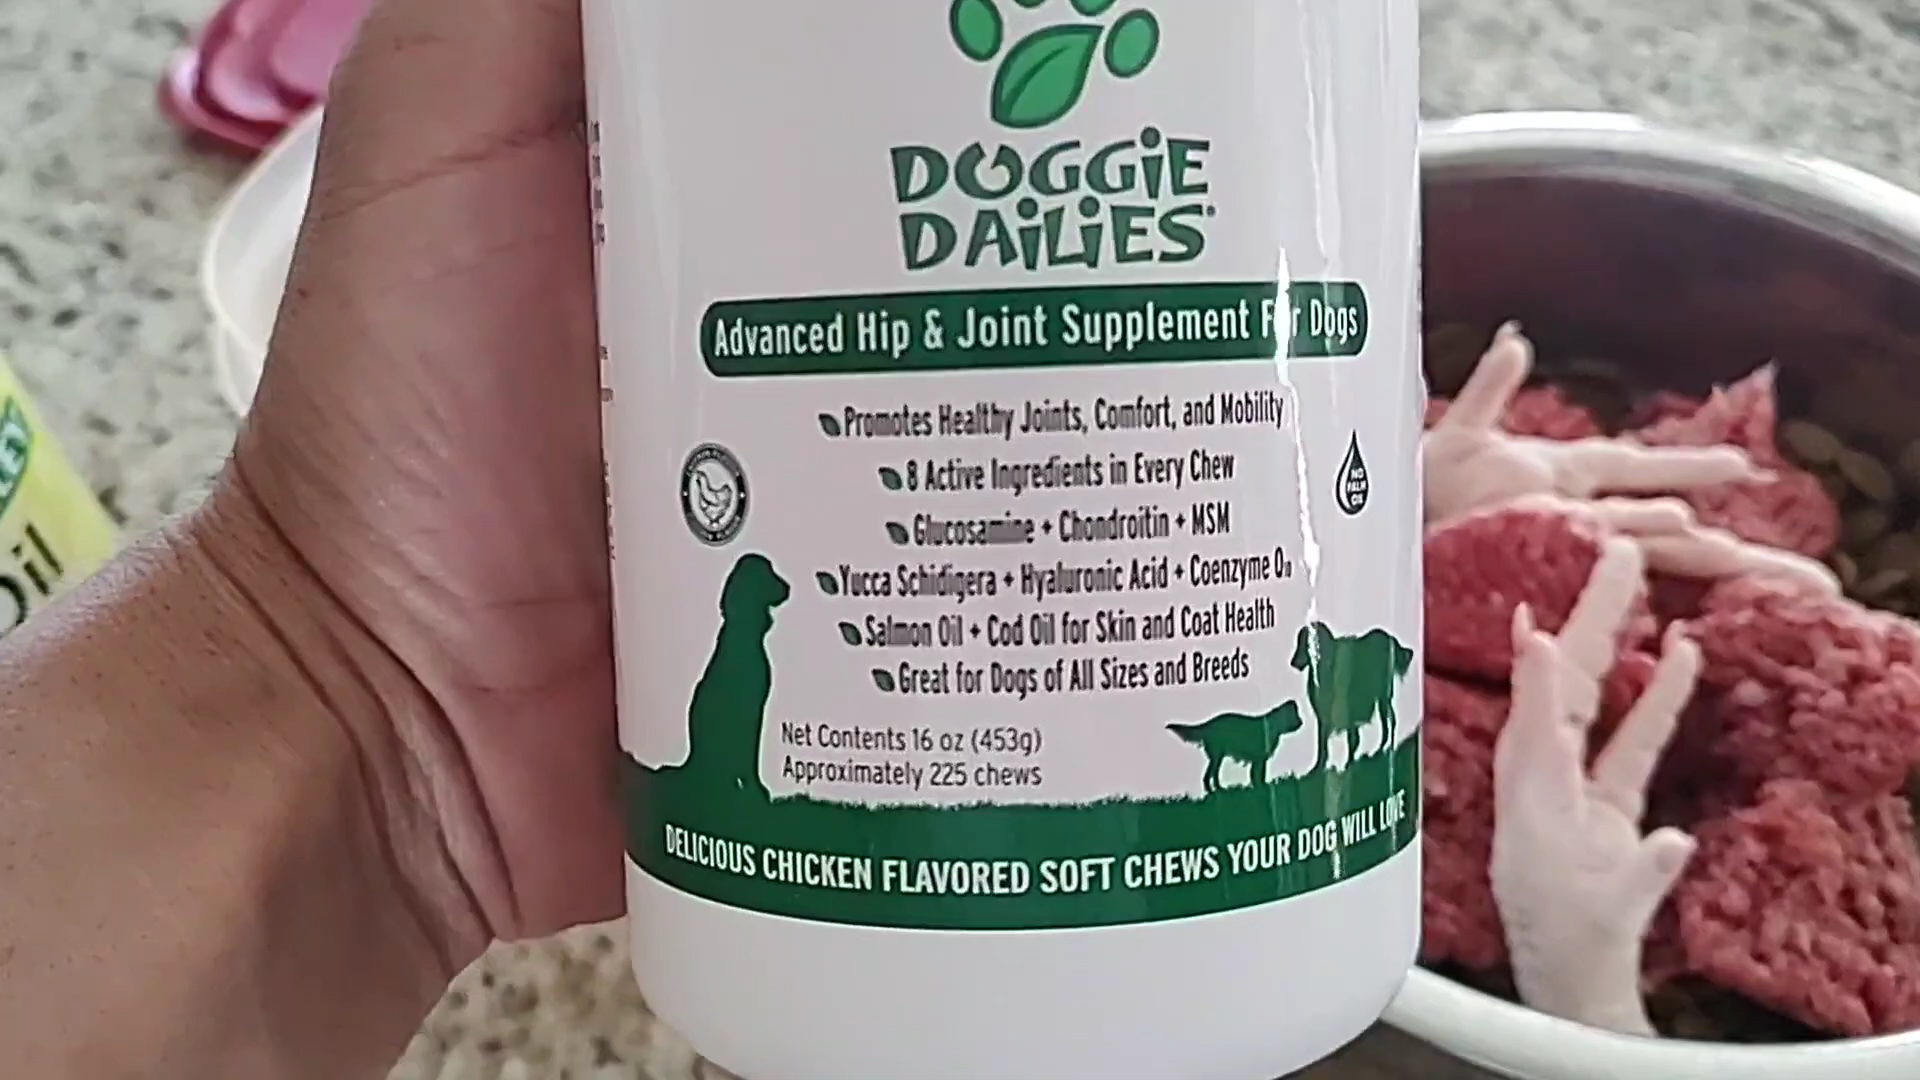 DOGGiE
DAiLiES®
Advanced Hip & Joint Supplement For Dogs
Promotes Healthy Joints, Comfort, and Mobility
8 Active Ingredients in Every Chew
Glucosamine + Chondroitin + MSM
Yucca Schidigera + Hyaluronic Acid + Coenzyme Q₁₀
Salmon Oil + Cod Oil for Skin and Coat Health
Great for Dogs of All Sizes and Breeds
NO
PALM
OIL
Net Contents 16 oz (453g)
Approximately 225 chews
DELICIOUS CHICKEN FLAVORED SOFT CHEWS YOUR DOG WILL LOVE
Oil